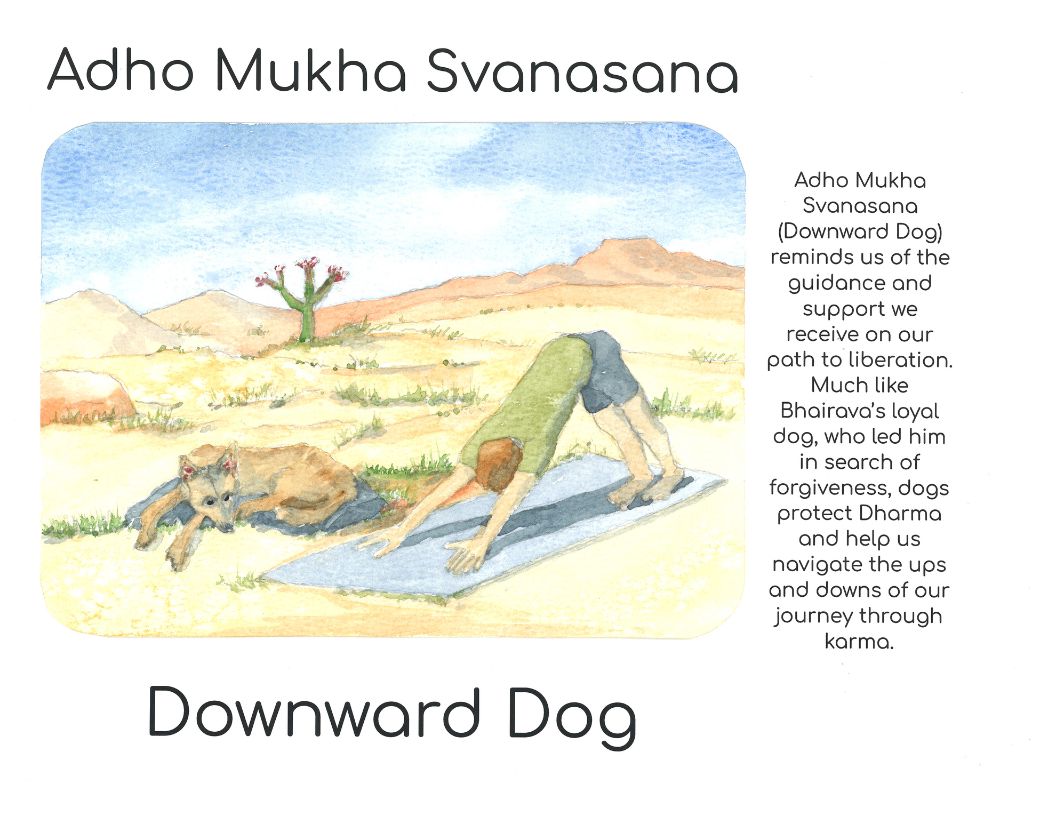 Adho Mukha Svanasana
Adho Mukha
Svanasana
(Downward Dog)
reminds us of the
guidance and
support we
receive on our
path to liberation.
Much like
Bhairava's loyal
dog, who led him
in search of
forgiveness, dogs
protect Dharma
and help us
navigate the ups
and downs of our
journey through
karma.
Downward Dog